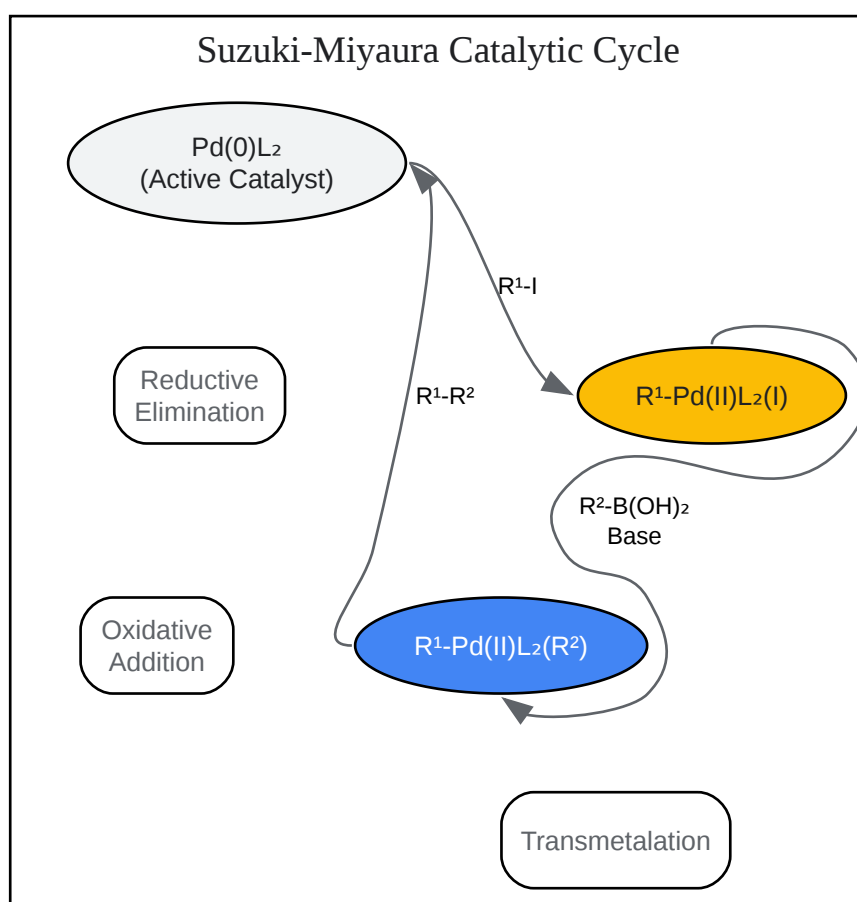 Suzuki-Miyaura Catalytic Cycle
Pd(0)L₂
(Active Catalyst)
R¹-I
Reductive
Elimination
R¹-R²
R¹-Pd(II)L₂(I)
R²-B(OH)₂
Base
Oxidative
Addition
R¹-Pd(II)L₂(R²)
Transmetalation